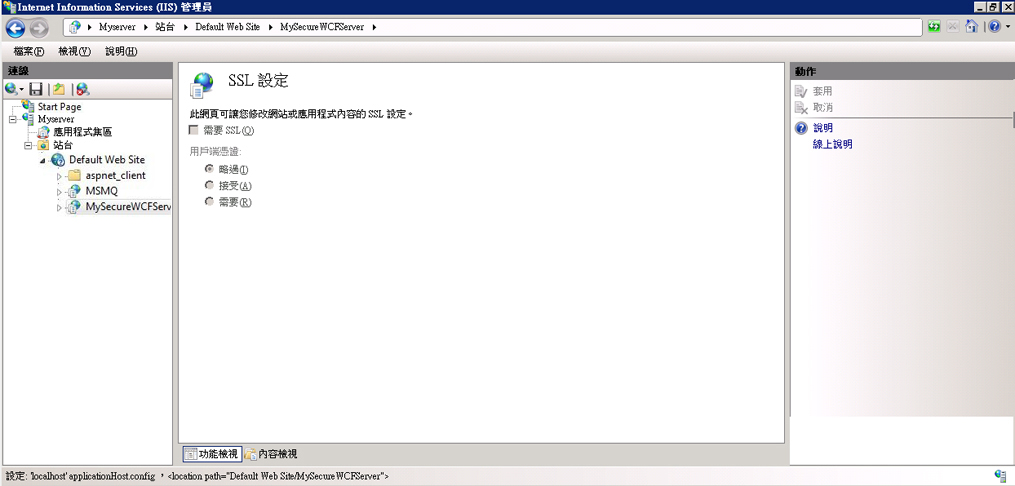 Internet Information Services (IIS) 管理員
Myserver 站台 Default Web Site MySecureWCFServer
檔案(F) 檢視(V) 說明(H)
連線
Start Page
Myserver
應用程式集區
站台
Default Web Site
aspnet_client
MSMQ
MySecureWCFServ
SSL 設定
此網頁可讓您修改網站或應用程式內容的 SSL 設定。
需要 SSL(Q)
用戶端憑證:
略過(I)
接受(A)
需要(R)
功能檢視 內容檢視
動作
套用
取消
說明
線上說明
設定: 'localhost' applicationHost.config ，<location path="Default Web Site/MySecureWCFServer">